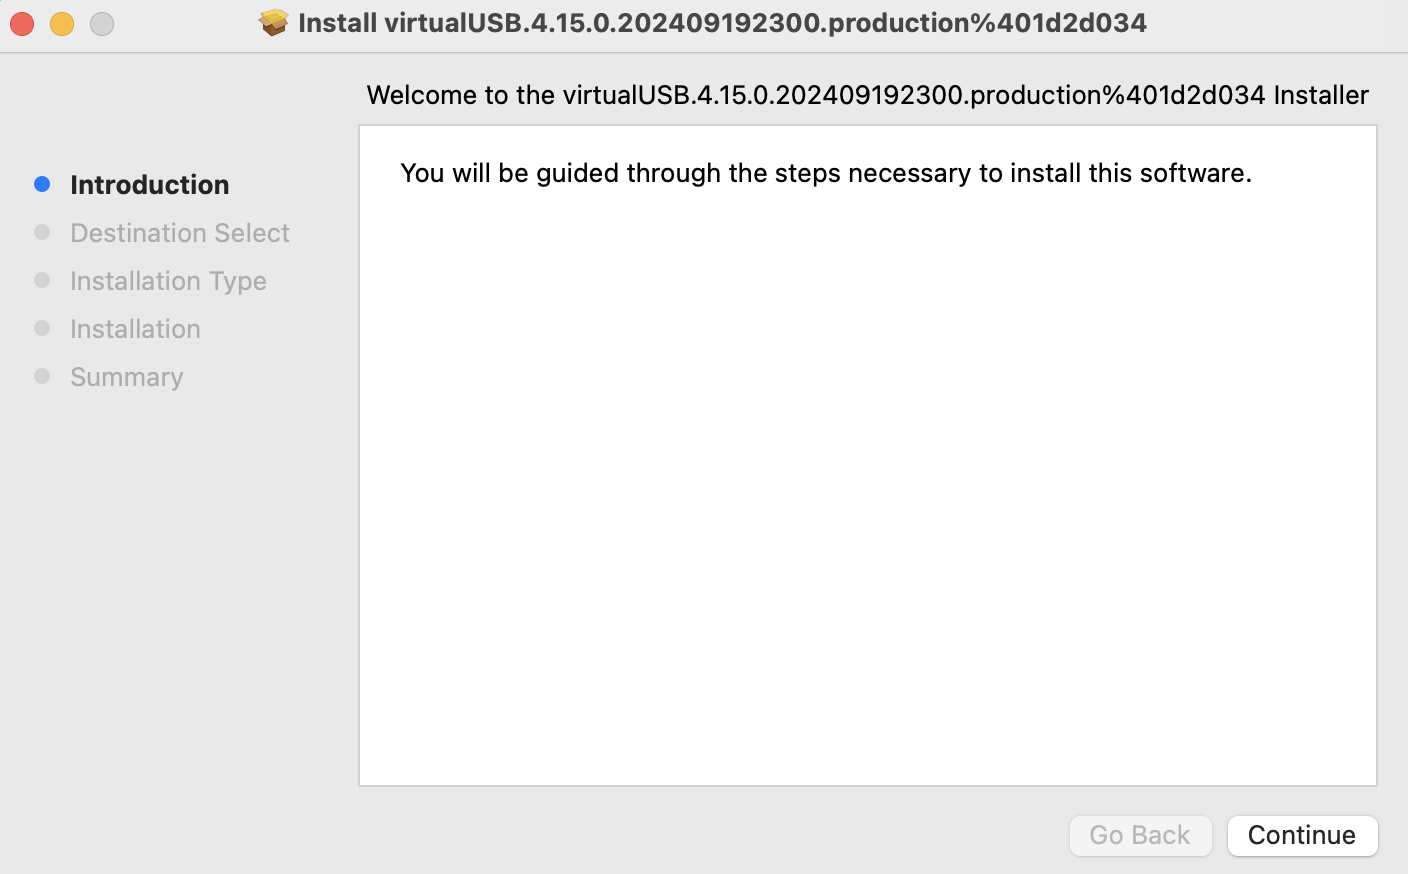 Install virtualUSB.4.15.0.202409192300.production%401d2d034
Welcome to the virtualUSB.4.15.0.202409192300.production%401d2d034 Installer
Introduction
Destination Select
Installation Type
Installation
Summary
You will be guided through the steps necessary to install this software.
Go Back
Continue